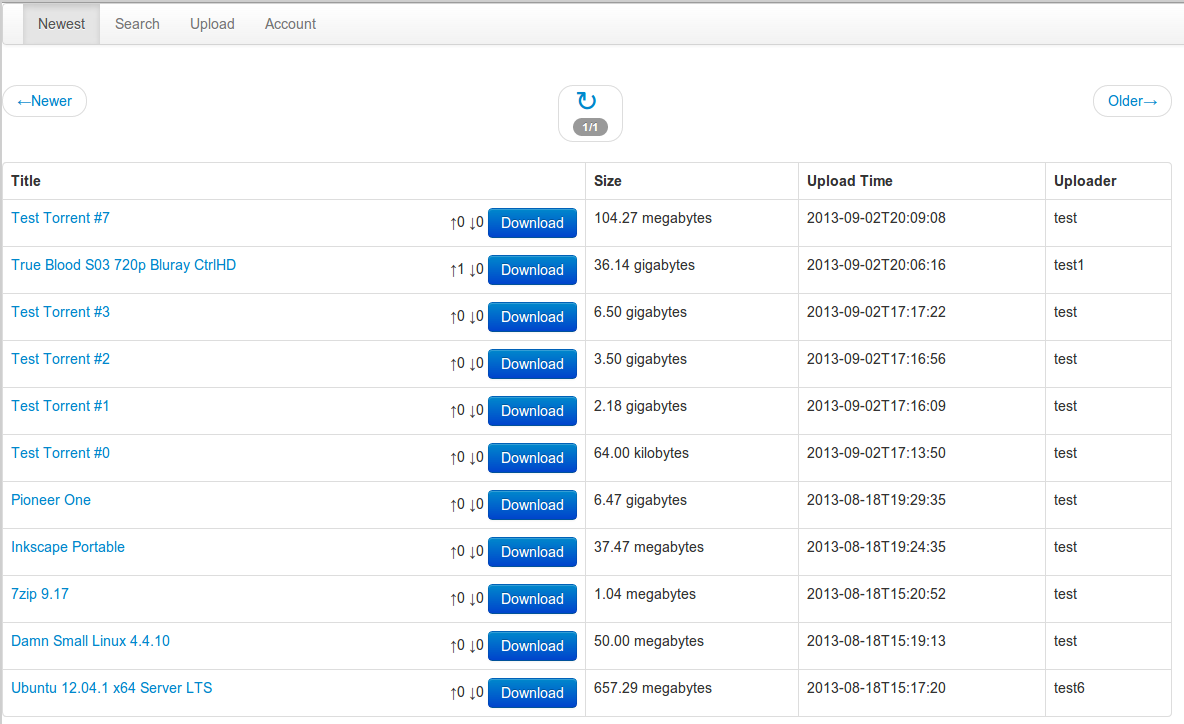 Newest Search Upload Account
←Newer ↻ Older→
1/1
Title Size Upload Time Uploader
Test Torrent #7 ↑0 ↓0 Download 104.27 megabytes 2013-09-02T20:09:08 test
True Blood S03 720p Bluray CtrlHD ↑1 ↓0 Download 36.14 gigabytes 2013-09-02T20:06:16 test1
Test Torrent #3 ↑0 ↓0 Download 6.50 gigabytes 2013-09-02T17:17:22 test
Test Torrent #2 ↑0 ↓0 Download 3.50 gigabytes 2013-09-02T17:16:56 test
Test Torrent #1 ↑0 ↓0 Download 2.18 gigabytes 2013-09-02T17:16:09 test
Test Torrent #0 ↑0 ↓0 Download 64.00 kilobytes 2013-09-02T17:13:50 test
Pioneer One ↑0 ↓0 Download 6.47 gigabytes 2013-08-18T19:29:35 test
Inkscape Portable ↑0 ↓0 Download 37.47 megabytes 2013-08-18T19:24:35 test
7zip 9.17 ↑0 ↓0 Download 1.04 megabytes 2013-08-18T15:20:52 test
Damn Small Linux 4.4.10 ↑0 ↓0 Download 50.00 megabytes 2013-08-18T15:19:13 test
Ubuntu 12.04.1 x64 Server LTS ↑0 ↓0 Download 657.29 megabytes 2013-08-18T15:17:20 test6